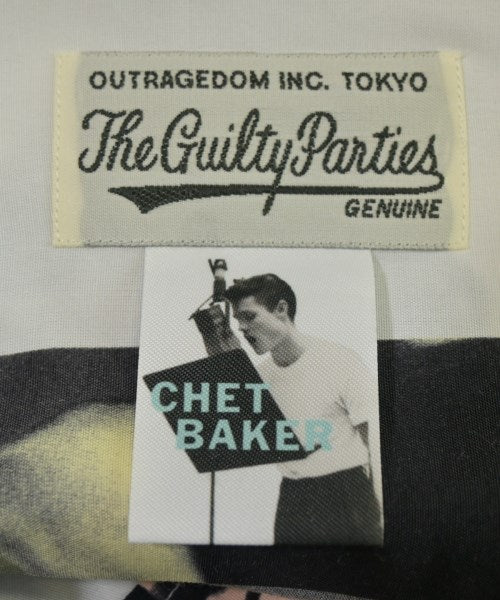 OUTRAGEDOM INC. TOKYO
The Guilty Parties
GENUINE
CHET
BAKER